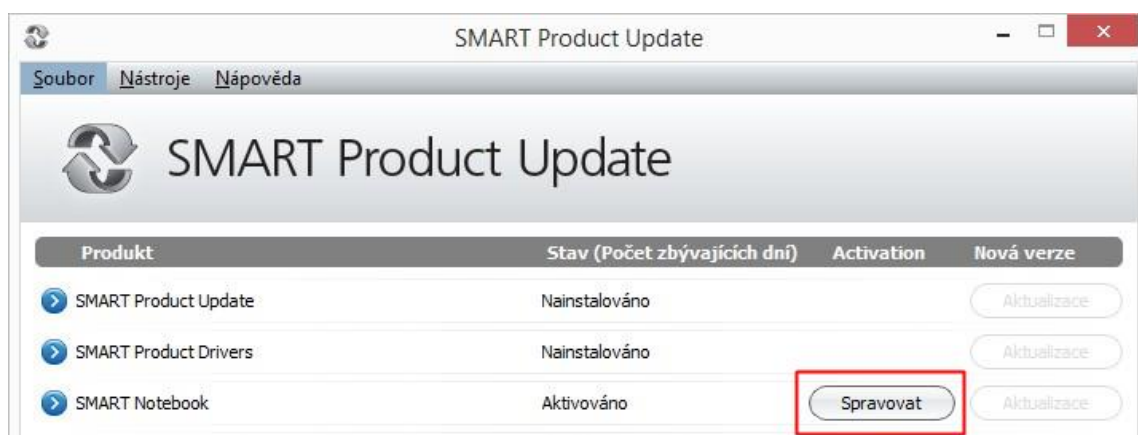 SMART Product Update
Soubor Nástroje Nápověda
SMART Product Update
Produkt Stav (Počet zbývajících dní) Activation Nová verze
SMART Product Update Nainstalováno Aktualizace
SMART Product Drivers Nainstalováno Aktualizace
SMART Notebook Aktivováno Spravovat Aktualizace